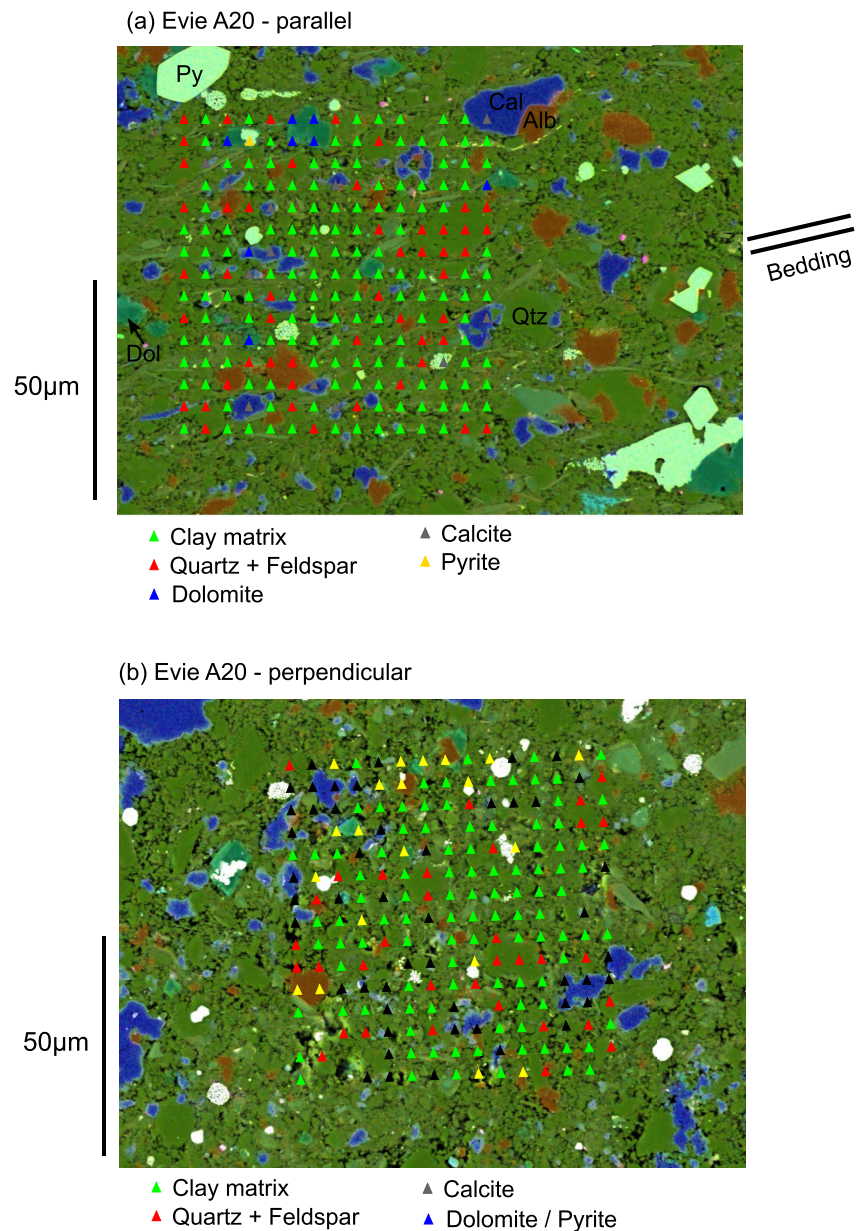 (a) Evie A20 - parallel
Py
Cal
Alb
Bedding
Qtz
Dol
50µm
Clay matrix
Calcite
Quartz + Feldspar
Pyrite
Dolomite
(b) Evie A20 - perpendicular
50µm
Clay matrix
Calcite
Quartz + Feldspar
Dolomite / Pyrite